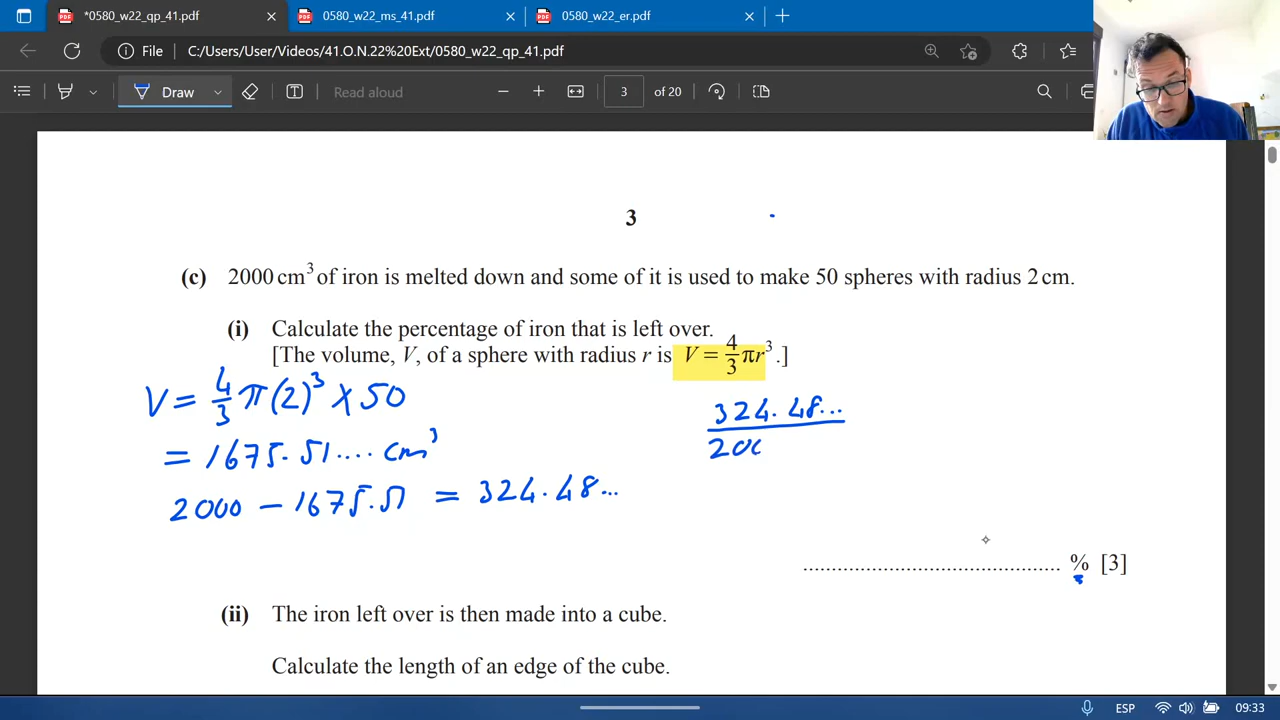 *0580_w22_qp_41.pdf
0580_w22_ms_41.pdf
0580_w22_er.pdf
File
C:/Users/User/Videos/41.O.N.22%20Ext/0580_w22_qp_41.pdf
Draw
Read aloud
3
of 20
3
(c) 2000 cm³ of iron is melted down and some of it is used to make 50 spheres with radius 2 cm.
(i) Calculate the percentage of iron that is left over.
[The volume, V, of a sphere with radius r is V = 4/3 πr³.]
V = 4/3 π(2)³ × 50
= 1675.51.... cm³
2000 − 1675.51 = 324.48...
324.48...
200
.............................................. % [3]
(ii) The iron left over is then made into a cube.
Calculate the length of an edge of the cube.
ESP
09:33